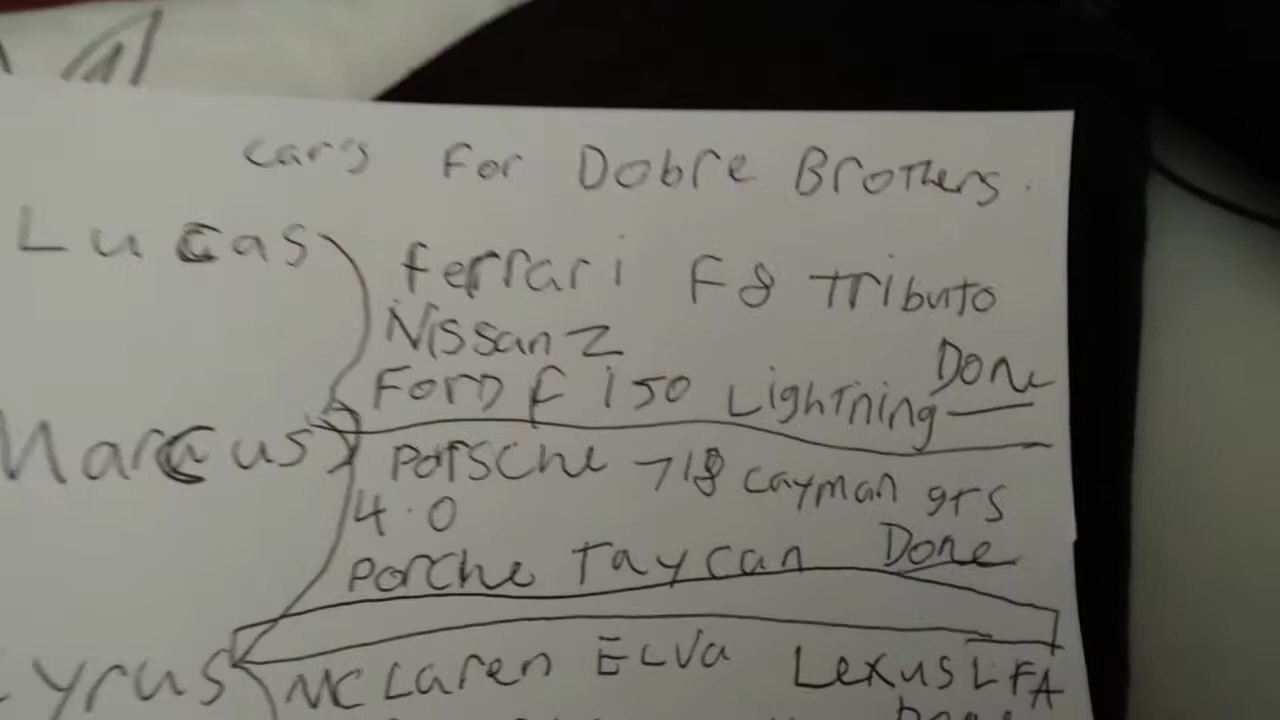 Cars For Dobre Brothers.
Lucas
Ferrari F8 Tributo
Nissan Z
Ford F 150 Lightning Done
Marcus
Porsche 718 Cayman gts
4.0
Porche Taycan Done
yrus
McLaren ELVa Lexus LFA